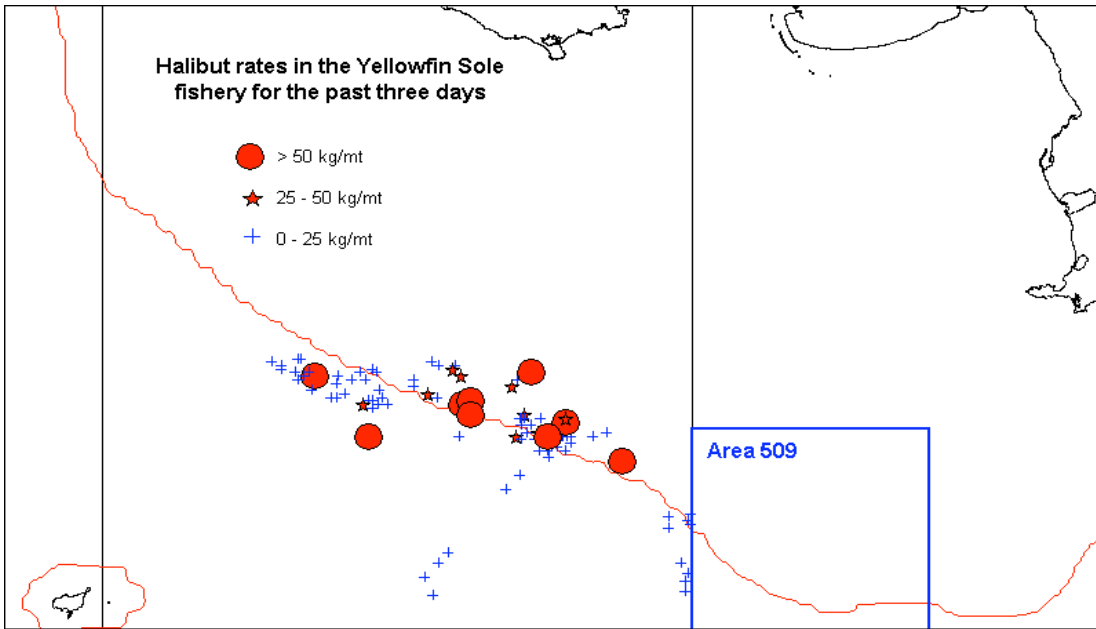 Halibut rates in the Yellowfin Sole
fishery for the past three days
> 50 kg/mt
25 - 50 kg/mt
0 - 25 kg/mt
Area 509